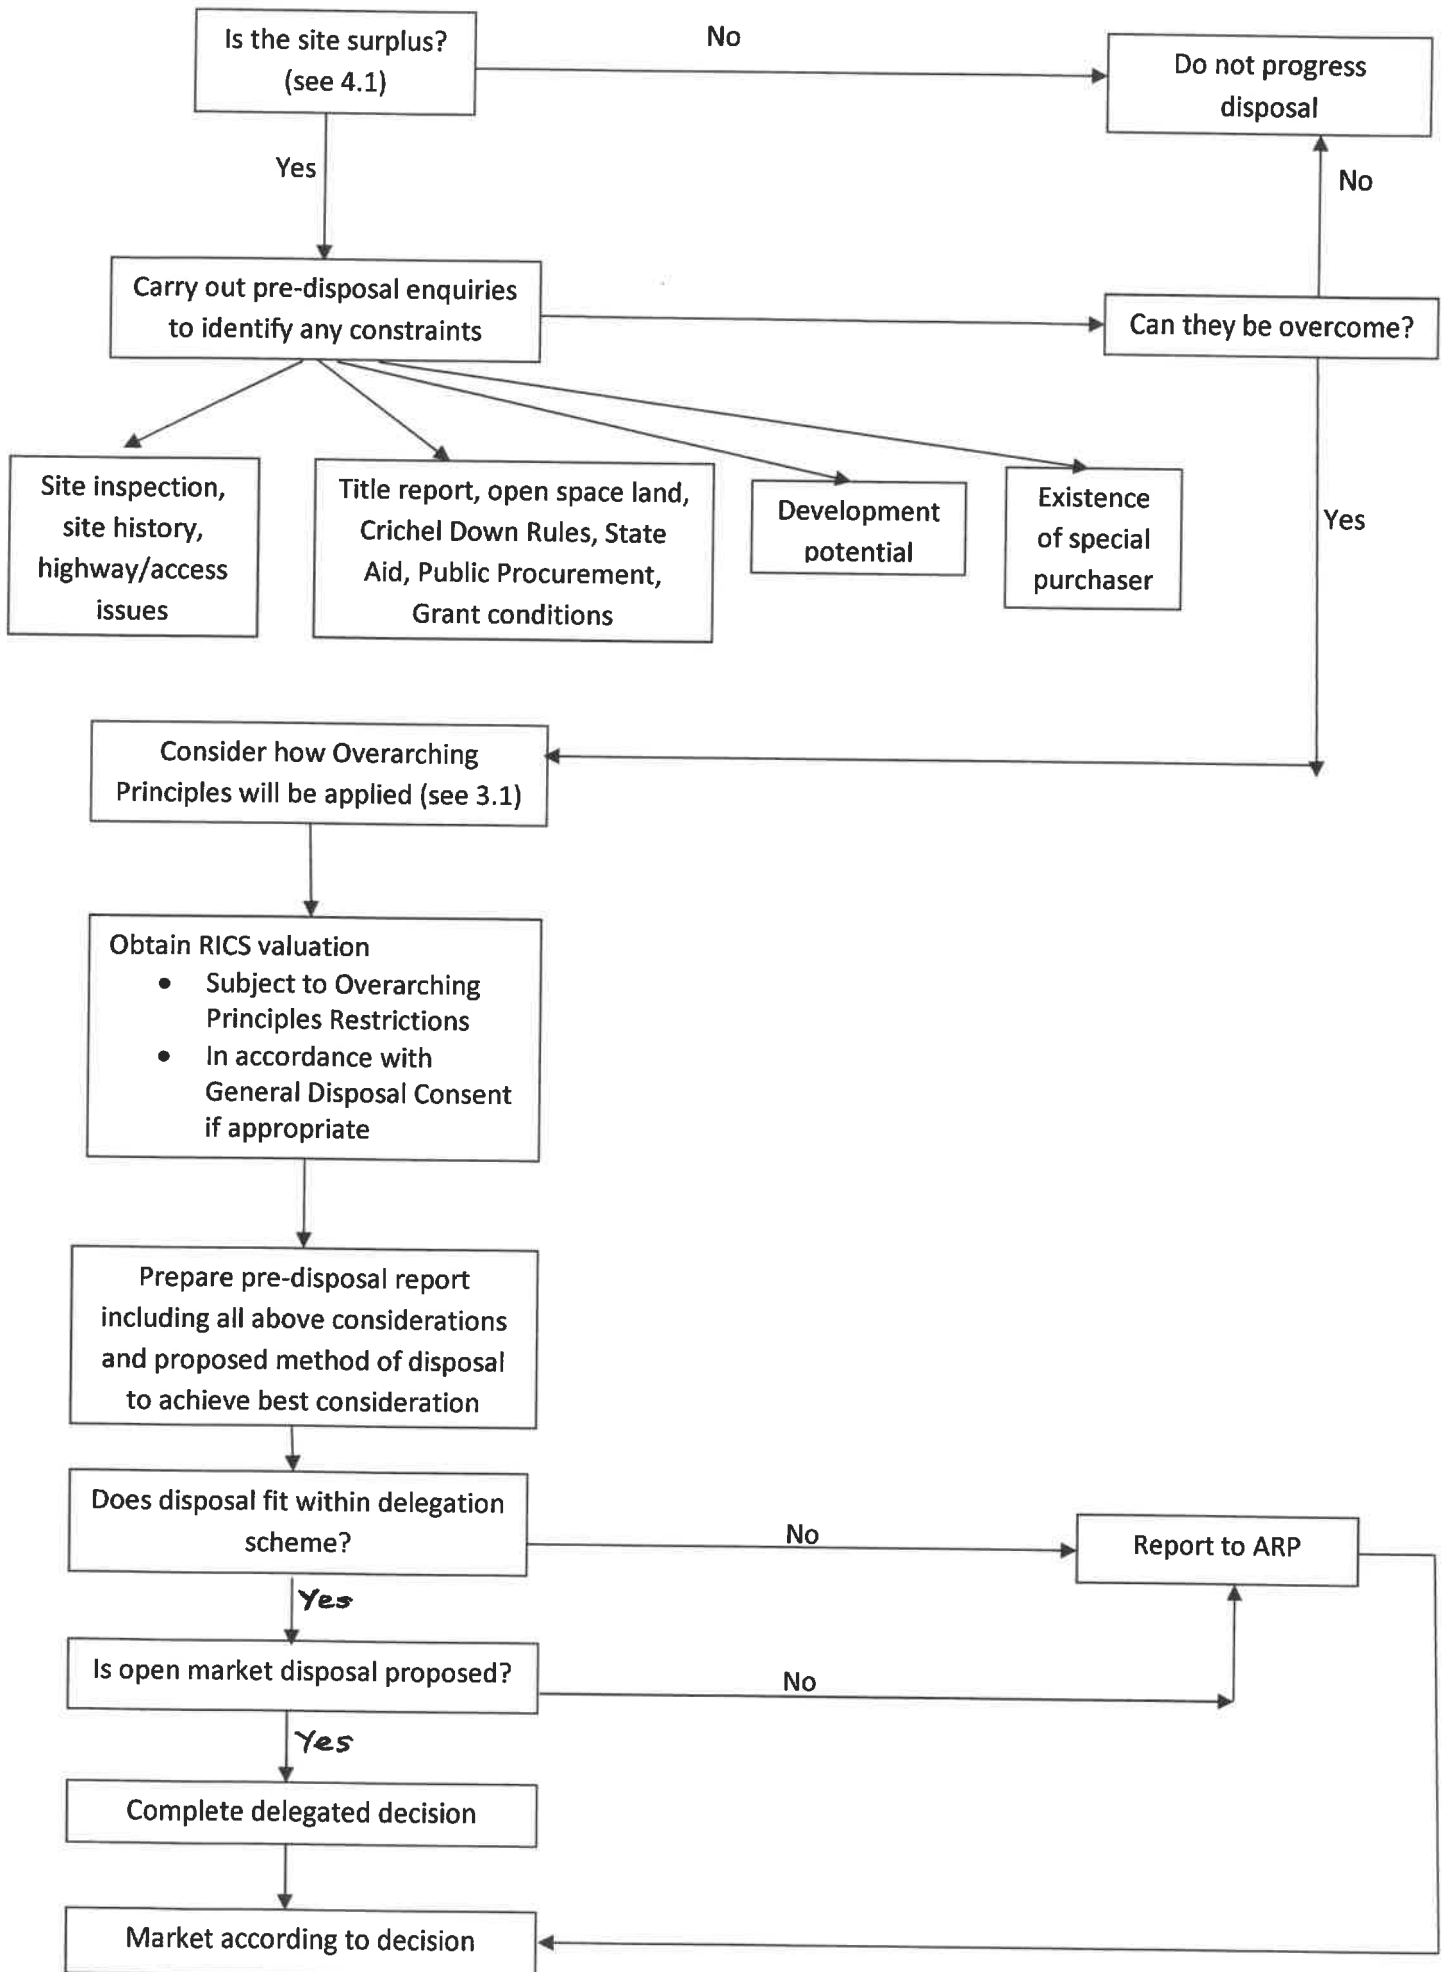 Is the site surplus?
(see 4.1)
No
Do not progress
disposal
Yes
No
Carry out pre-disposal enquiries
to identify any constraints
Can they be overcome?
Site inspection,
site history,
highway/access
issues
Title report, open space land,
Crichel Down Rules, State
Aid, Public Procurement,
Grant conditions
Development
potential
Existence
of special
purchaser
Yes
Consider how Overarching
Principles will be applied (see 3.1)
Obtain RICS valuation
• Subject to Overarching
Principles Restrictions
• In accordance with
General Disposal Consent
if appropriate
Prepare pre-disposal report
including all above considerations
and proposed method of disposal
to achieve best consideration
Does disposal fit within delegation
scheme?
No
Report to ARP
Yes
Is open market disposal proposed?
No
Yes
Complete delegated decision
Market according to decision